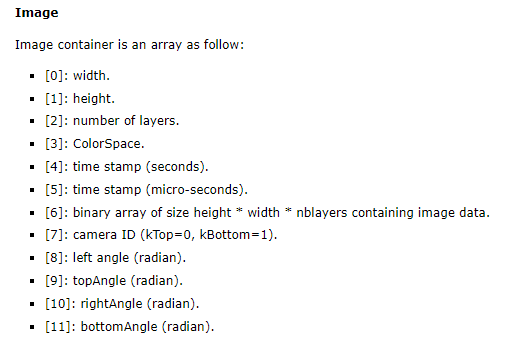 Image
Image container is an array as follow:
▪ [0]: width.
▪ [1]: height.
▪ [2]: number of layers.
▪ [3]: ColorSpace.
▪ [4]: time stamp (seconds).
▪ [5]: time stamp (micro-seconds).
▪ [6]: binary array of size height * width * nblayers containing image data.
▪ [7]: camera ID (kTop=0, kBottom=1).
▪ [8]: left angle (radian).
▪ [9]: topAngle (radian).
▪ [10]: rightAngle (radian).
▪ [11]: bottomAngle (radian).